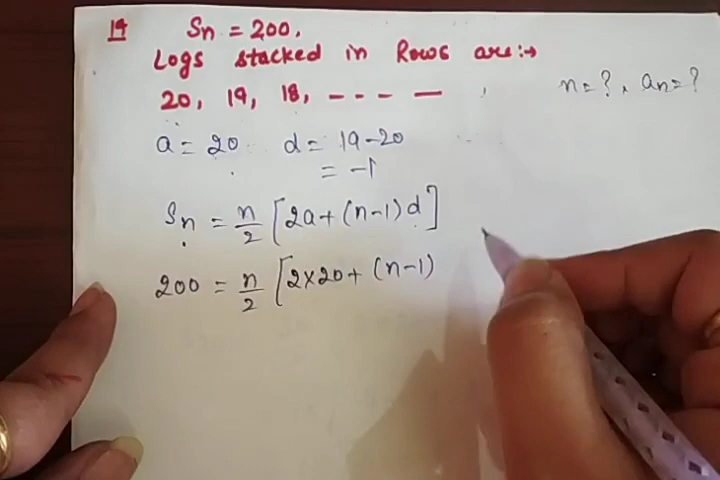 19 Sn = 200.
Logs stacked in Rows are:→
20, 19, 18, – – – —
n = ?, an = ?
a = 20 d = 19-20
= -1
Sn = n/2 [2a+(n-1)d]
200 = n/2 [2×20+(n-1)